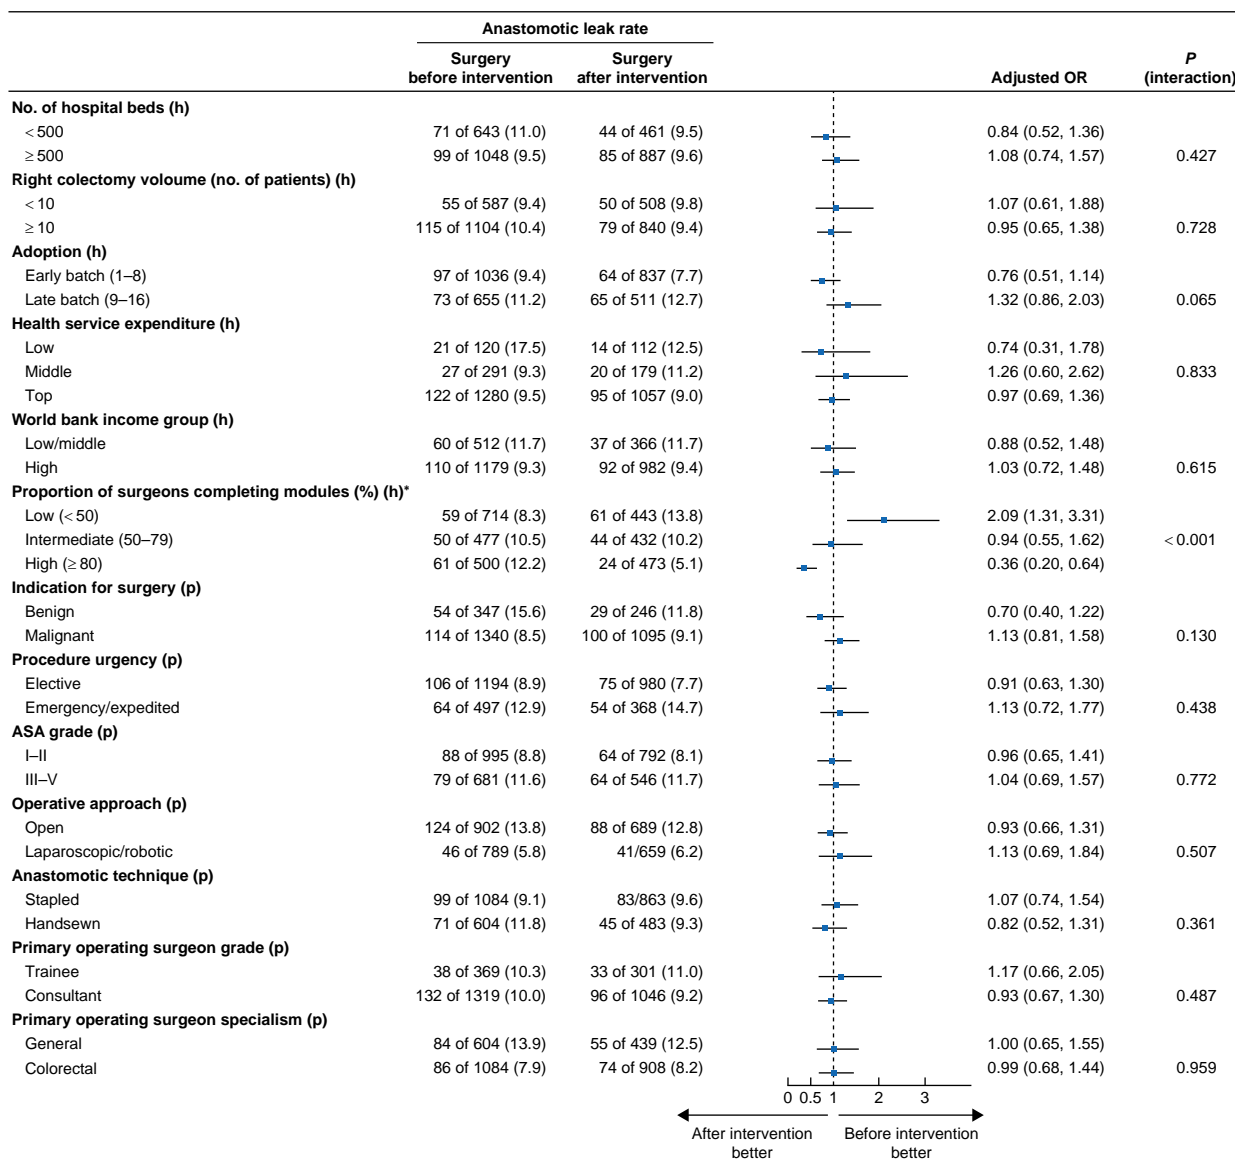 Anastomotic leak rate
Surgery before intervention Surgery after intervention Adjusted OR P (interaction)
No. of hospital beds (h)
< 500 71 of 643 (11.0) 44 of 461 (9.5) 0.84 (0.52, 1.36)
≥ 500 99 of 1048 (9.5) 85 of 887 (9.6) 1.08 (0.74, 1.57) 0.427
Right colectomy voloume (no. of patients) (h)
< 10 55 of 587 (9.4) 50 of 508 (9.8) 1.07 (0.61, 1.88)
≥ 10 115 of 1104 (10.4) 79 of 840 (9.4) 0.95 (0.65, 1.38) 0.728
Adoption (h)
Early batch (1–8) 97 of 1036 (9.4) 64 of 837 (7.7) 0.76 (0.51, 1.14)
Late batch (9–16) 73 of 655 (11.2) 65 of 511 (12.7) 1.32 (0.86, 2.03) 0.065
Health service expenditure (h)
Low 21 of 120 (17.5) 14 of 112 (12.5) 0.74 (0.31, 1.78)
Middle 27 of 291 (9.3) 20 of 179 (11.2) 1.26 (0.60, 2.62) 0.833
Top 122 of 1280 (9.5) 95 of 1057 (9.0) 0.97 (0.69, 1.36)
World bank income group (h)
Low/middle 60 of 512 (11.7) 37 of 366 (11.7) 0.88 (0.52, 1.48)
High 110 of 1179 (9.3) 92 of 982 (9.4) 1.03 (0.72, 1.48) 0.615
Proportion of surgeons completing modules (%) (h)*
Low (< 50) 59 of 714 (8.3) 61 of 443 (13.8) 2.09 (1.31, 3.31)
Intermediate (50–79) 50 of 477 (10.5) 44 of 432 (10.2) 0.94 (0.55, 1.62) < 0.001
High (≥ 80) 61 of 500 (12.2) 24 of 473 (5.1) 0.36 (0.20, 0.64)
Indication for surgery (p)
Benign 54 of 347 (15.6) 29 of 246 (11.8) 0.70 (0.40, 1.22)
Malignant 114 of 1340 (8.5) 100 of 1095 (9.1) 1.13 (0.81, 1.58) 0.130
Procedure urgency (p)
Elective 106 of 1194 (8.9) 75 of 980 (7.7) 0.91 (0.63, 1.30)
Emergency/expedited 64 of 497 (12.9) 54 of 368 (14.7) 1.13 (0.72, 1.77) 0.438
ASA grade (p)
I–II 88 of 995 (8.8) 64 of 792 (8.1) 0.96 (0.65, 1.41)
III–V 79 of 681 (11.6) 64 of 546 (11.7) 1.04 (0.69, 1.57) 0.772
Operative approach (p)
Open 124 of 902 (13.8) 88 of 689 (12.8) 0.93 (0.66, 1.31)
Laparoscopic/robotic 46 of 789 (5.8) 41/659 (6.2) 1.13 (0.69, 1.84) 0.507
Anastomotic technique (p)
Stapled 99 of 1084 (9.1) 83/863 (9.6) 1.07 (0.74, 1.54)
Handsewn 71 of 604 (11.8) 45 of 483 (9.3) 0.82 (0.52, 1.31) 0.361
Primary operating surgeon grade (p)
Trainee 38 of 369 (10.3) 33 of 301 (11.0) 1.17 (0.66, 2.05)
Consultant 132 of 1319 (10.0) 96 of 1046 (9.2) 0.93 (0.67, 1.30) 0.487
Primary operating surgeon specialism (p)
General 84 of 604 (13.9) 55 of 439 (12.5) 1.00 (0.65, 1.55)
Colorectal 86 of 1084 (7.9) 74 of 908 (8.2) 0.99 (0.68, 1.44) 0.959
0 0.5 1 2 3
After intervention better Before intervention better